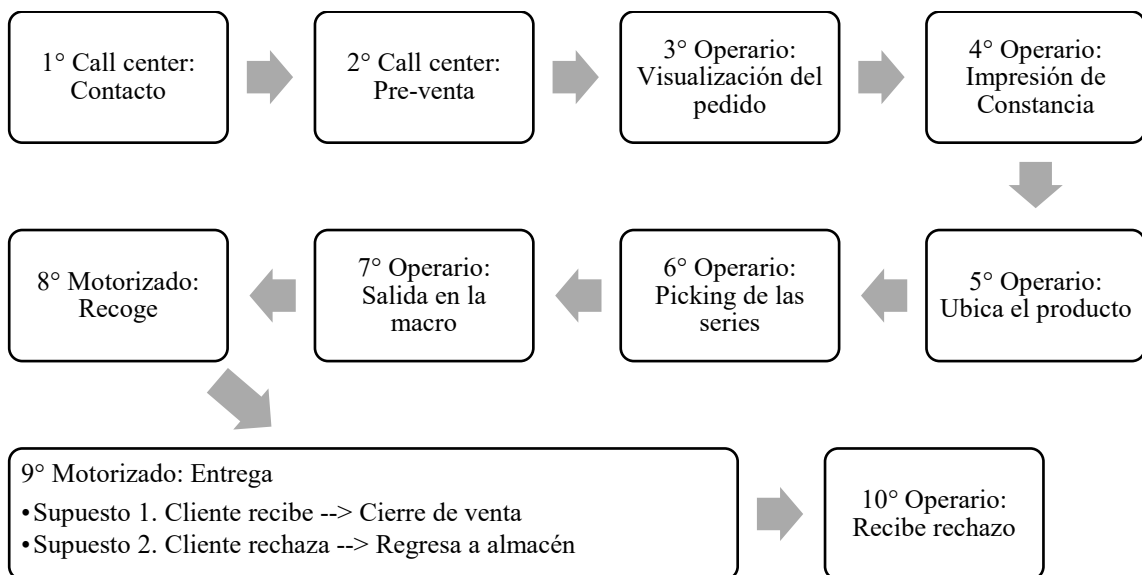 1° Call center:
Contacto
2° Call center:
Pre-venta
3° Operario:
Visualización del
pedido
4° Operario:
Impresión de
Constancia
5° Operario:
Ubica el producto
6° Operario:
Picking de las
series
7° Operario:
Salida en la
macro
8° Motorizado:
Recoge
9° Motorizado: Entrega
•Supuesto 1. Cliente recibe --> Cierre de venta
•Supuesto 2. Cliente rechaza --> Regresa a almacén
10° Operario:
Recibe rechazo